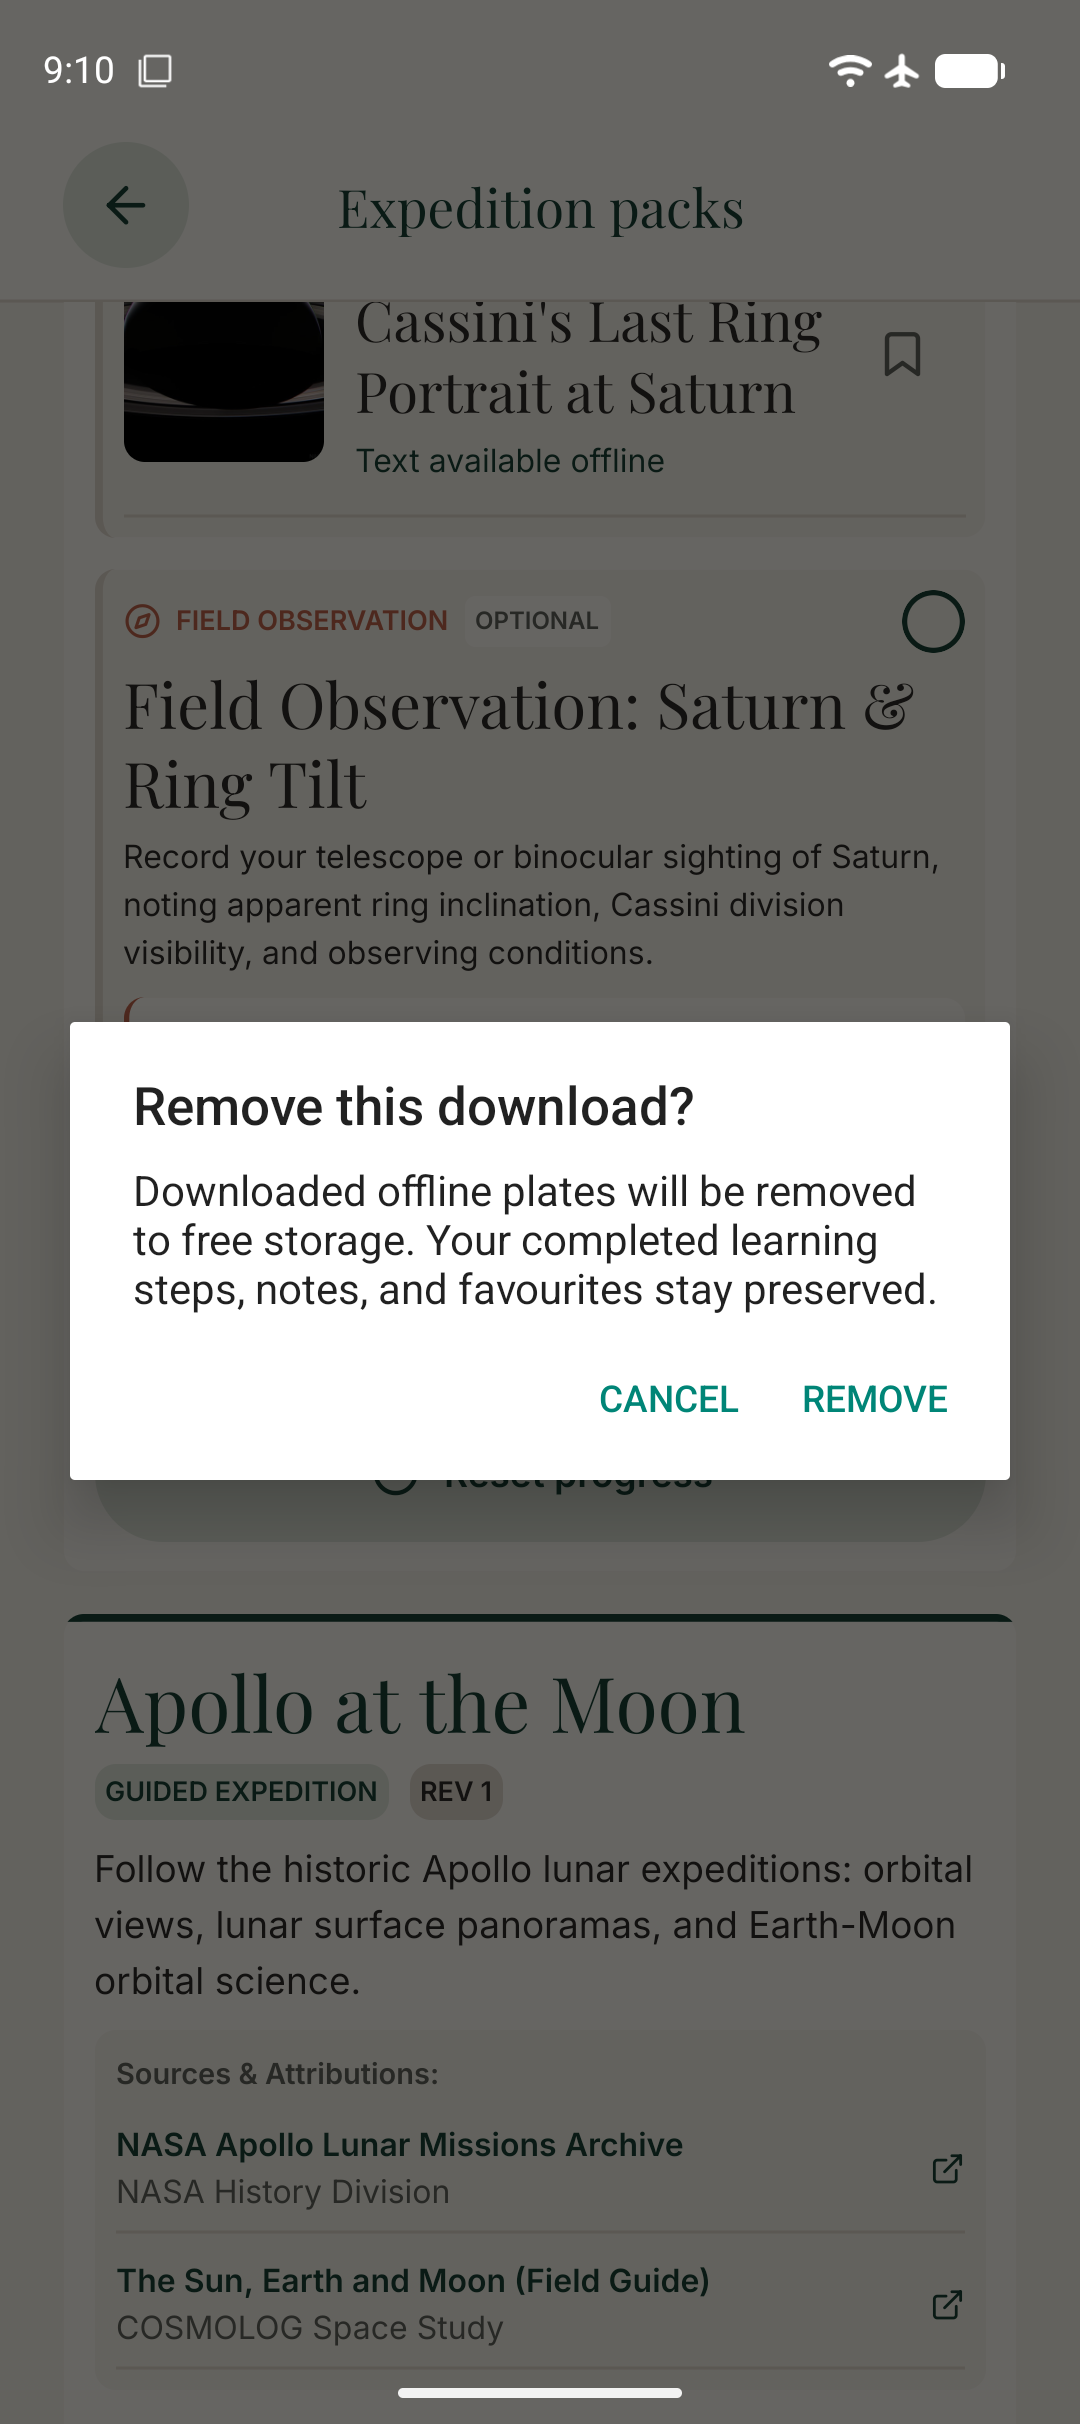 9:10
Expedition packs
Cassini's Last Ring
Portrait at Saturn
Text available offline
FIELD OBSERVATION OPTIONAL
Field Observation: Saturn &
Ring Tilt
Record your telescope or binocular sighting of Saturn,
noting apparent ring inclination, Cassini division
visibility, and observing conditions.
Remove this download?
Downloaded offline plates will be removed
to free storage. Your completed learning
steps, notes, and favourites stay preserved.
CANCEL REMOVE
Reset progress
Apollo at the Moon
GUIDED EXPEDITION REV 1
Follow the historic Apollo lunar expeditions: orbital
views, lunar surface panoramas, and Earth-Moon
orbital science.
Sources & Attributions:
NASA Apollo Lunar Missions Archive
NASA History Division
The Sun, Earth and Moon (Field Guide)
COSMOLOG Space Study